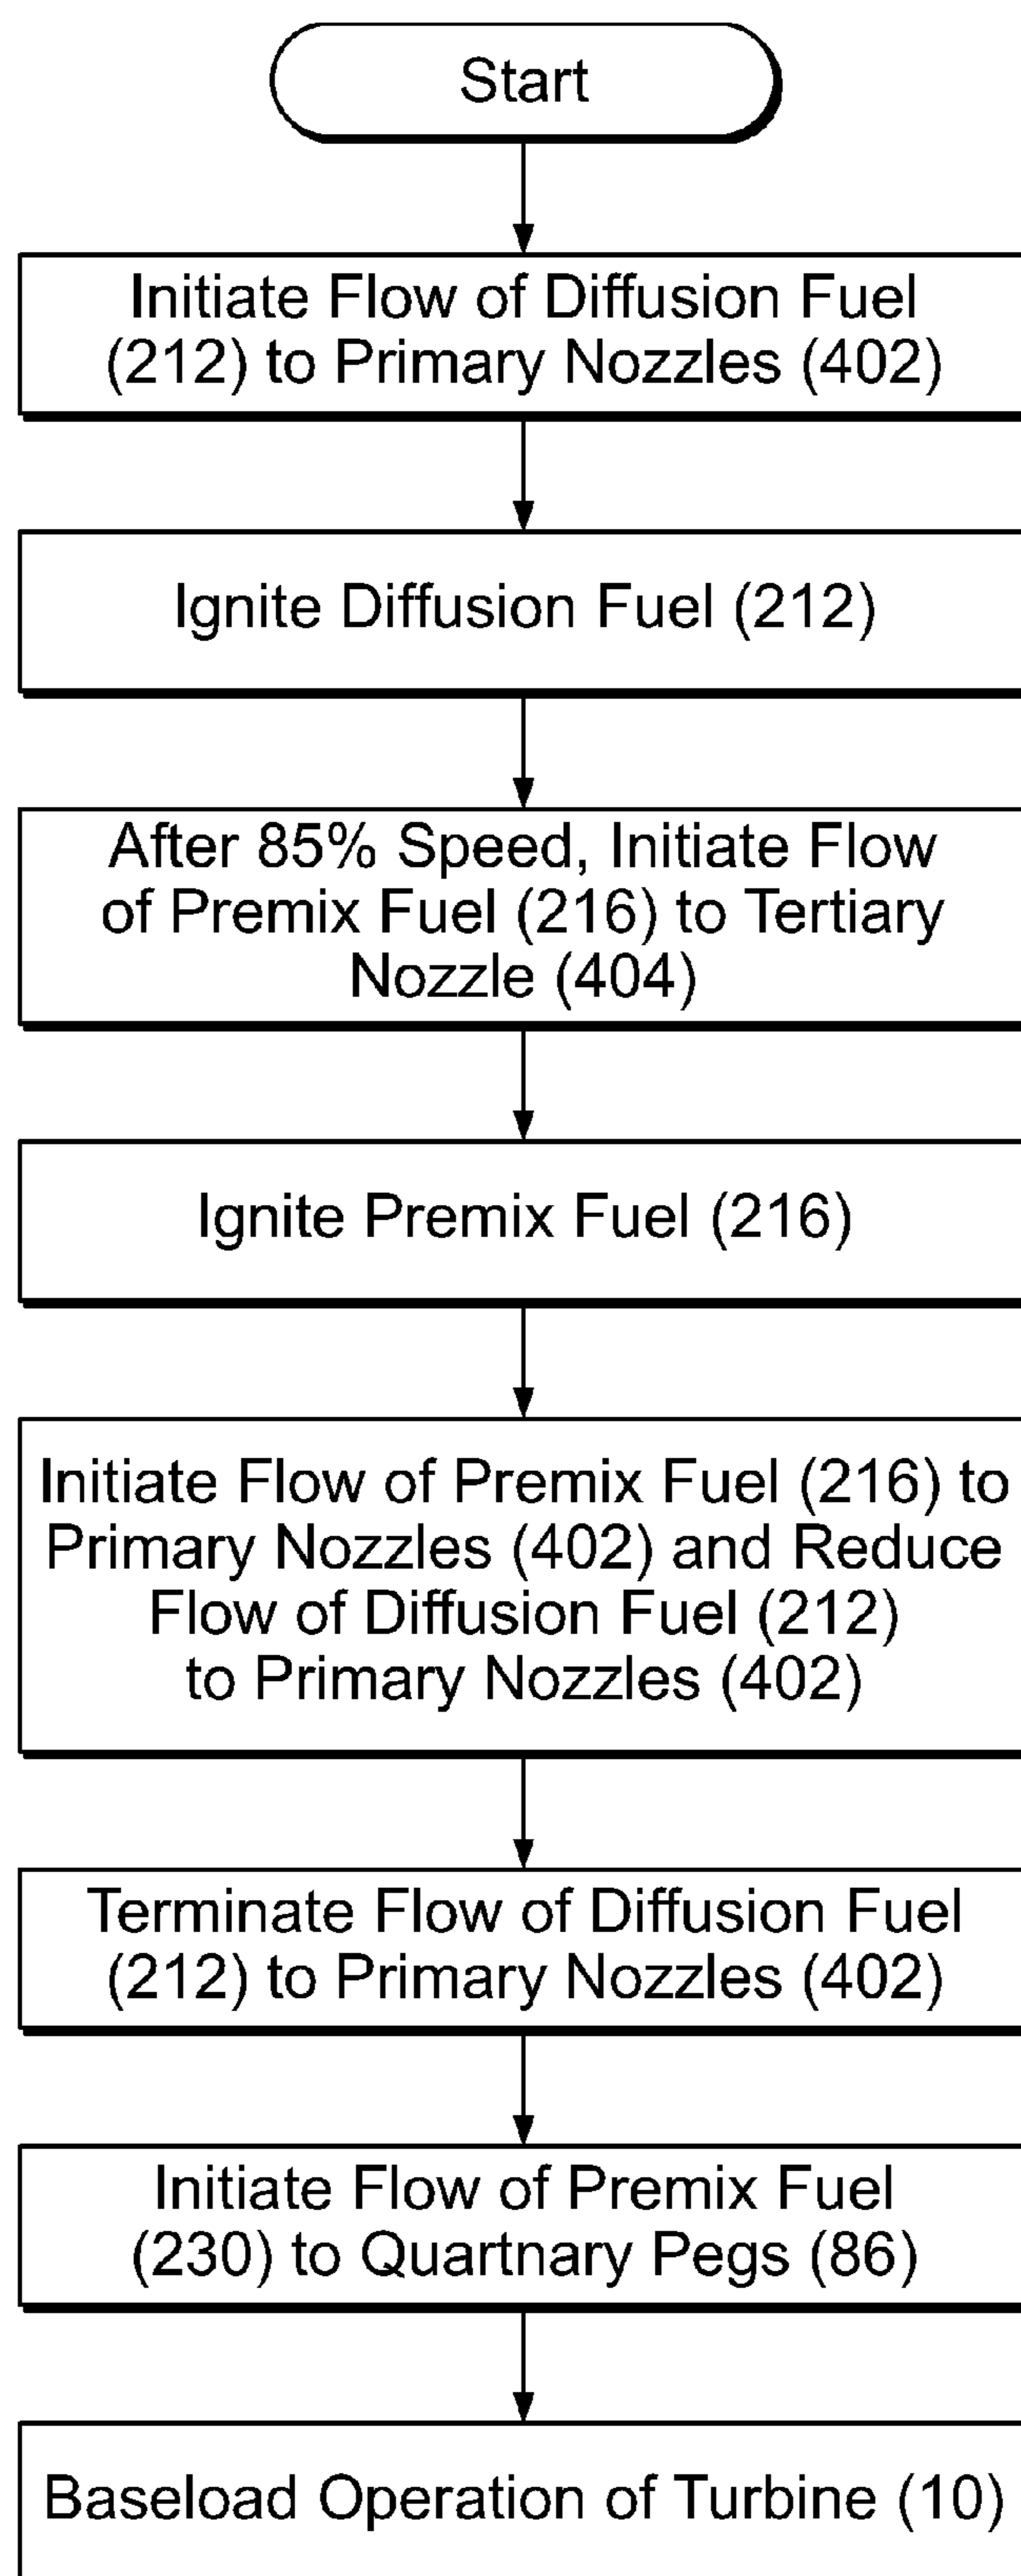 Start
Initiate Flow of Diffusion Fuel
(212) to Primary Nozzles (402)
Ignite Diffusion Fuel (212)
After 85% Speed, Initiate Flow
of Premix Fuel (216) to Tertiary
Nozzle (404)
Ignite Premix Fuel (216)
Initiate Flow of Premix Fuel (216) to
Primary Nozzles (402) and Reduce
Flow of Diffusion Fuel (212)
to Primary Nozzles (402)
Terminate Flow of Diffusion Fuel
(212) to Primary Nozzles (402)
Initiate Flow of Premix Fuel
(230) to Quartnary Pegs (86)
Baseload Operation of Turbine (10)